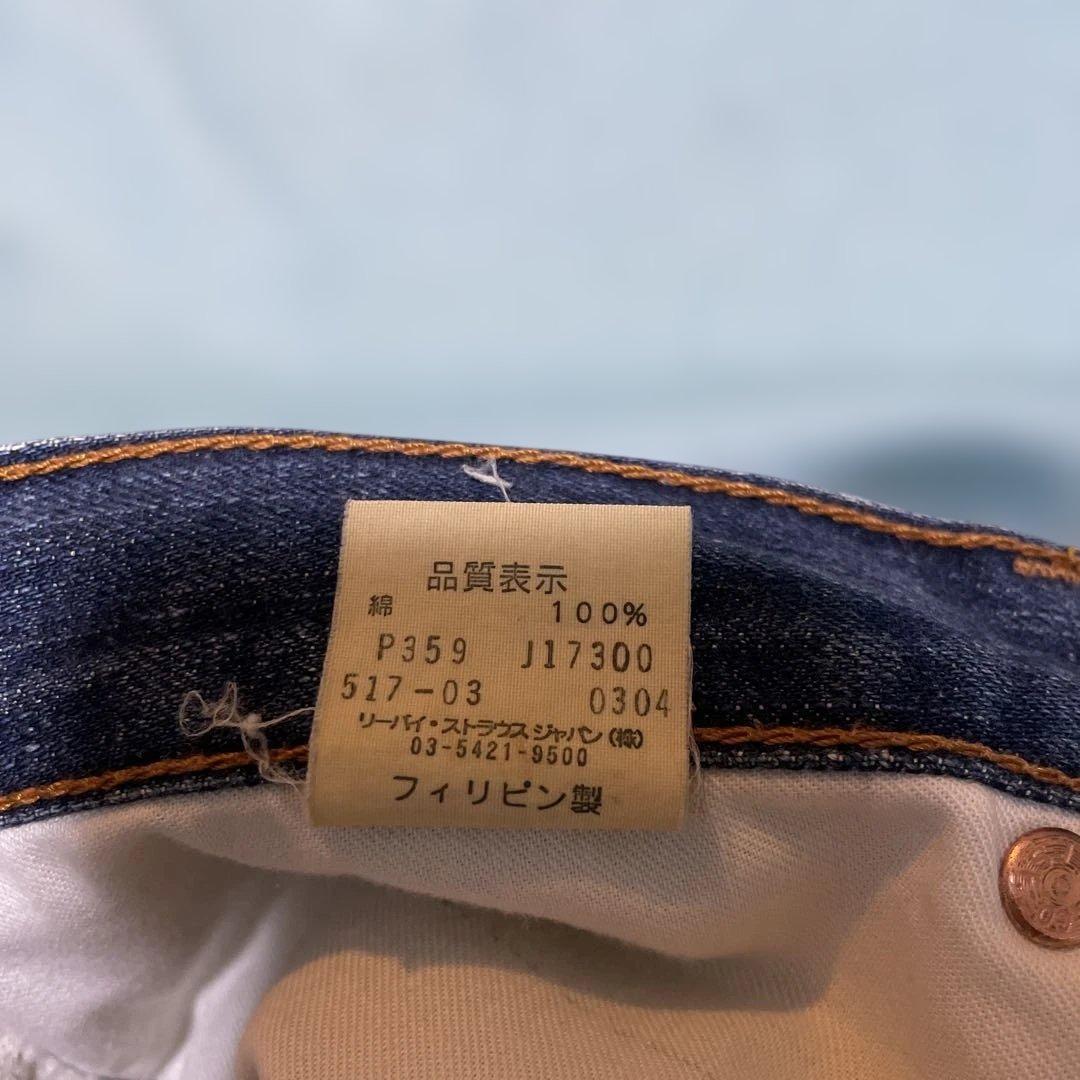 品質表示
綿 100%
P359 J17300
517-03 0304
リーバイ・ストラウス ジャパン(株)
03-5421-9500
フィリピン製